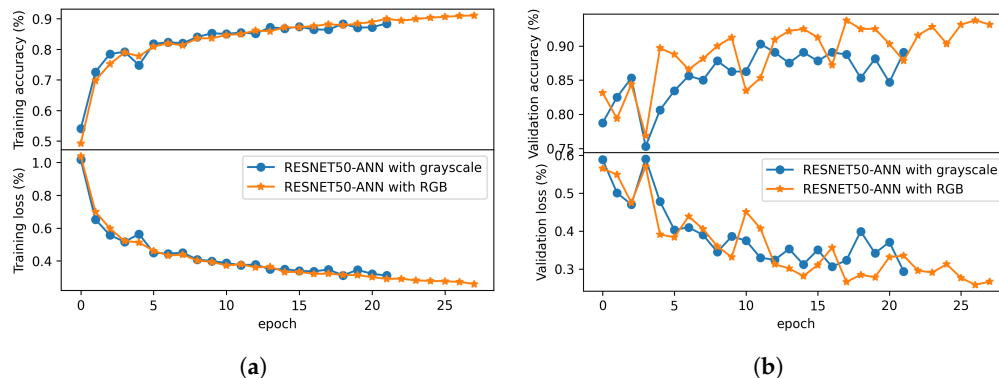 Training accuracy (%)
0.9
0.8
0.7
0.6
0.5
Training loss (%)
1.0
0.8
0.6
0.4
RESNET50-ANN with grayscale
RESNET50-ANN with RGB
0 5 10 15 20 25
epoch
(a)
Validation accuracy (%)
0.90
0.85
0.80
0.75
Validation loss (%)
0.6
0.5
0.4
0.3
RESNET50-ANN with grayscale
RESNET50-ANN with RGB
0 5 10 15 20 25
epoch
(b)